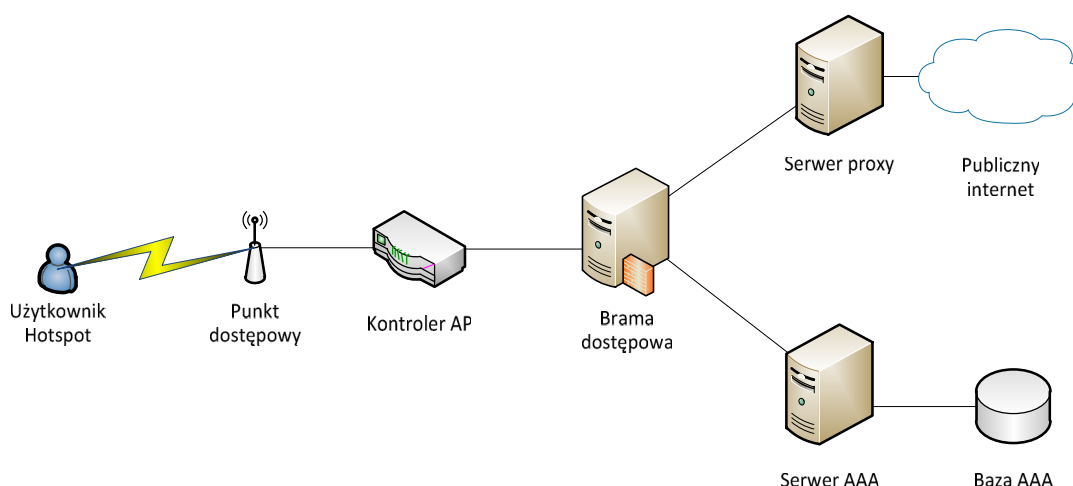 Serwer proxy
Publiczny
internet
Użytkownik
Hotspot
Punkt
dostępowy
Kontroler AP
Brama
dostępowa
Serwer AAA
Baza AAA